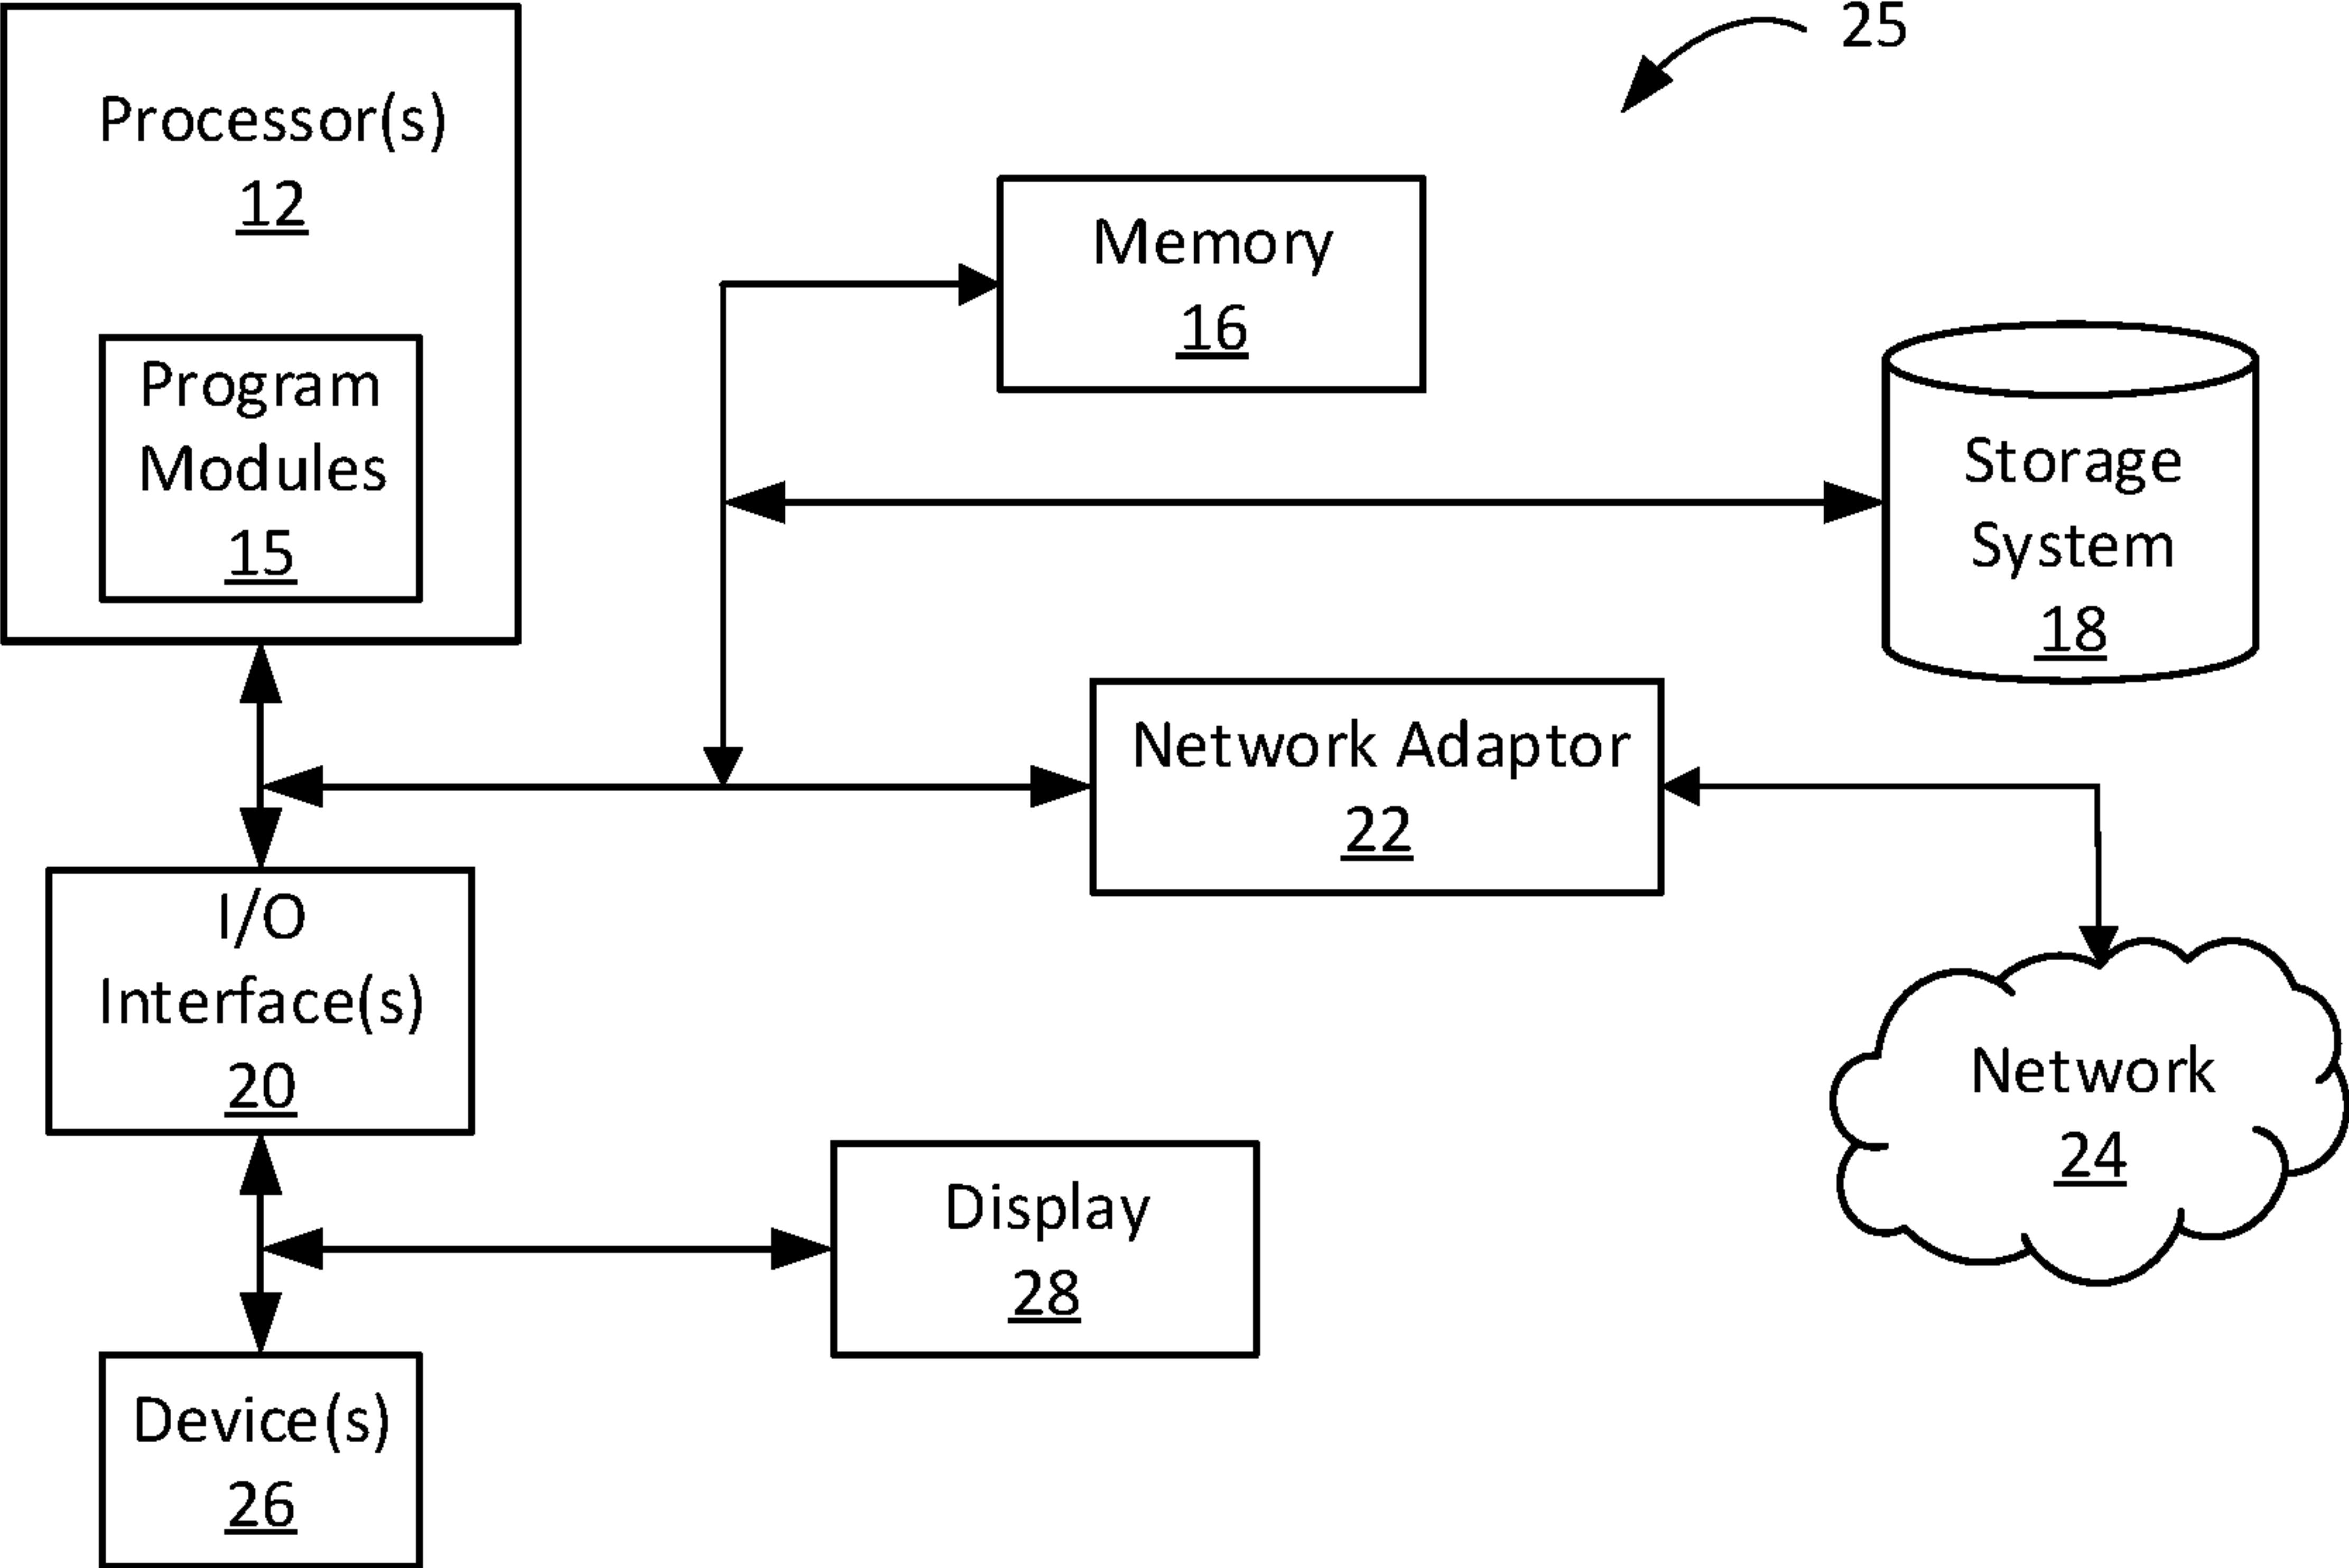 25
Processor(s)
12
Program
Modules
15
Memory
16
Storage
System
18
Network Adaptor
22
I/O
Interface(s)
20
Network
24
Display
28
Device(s)
26